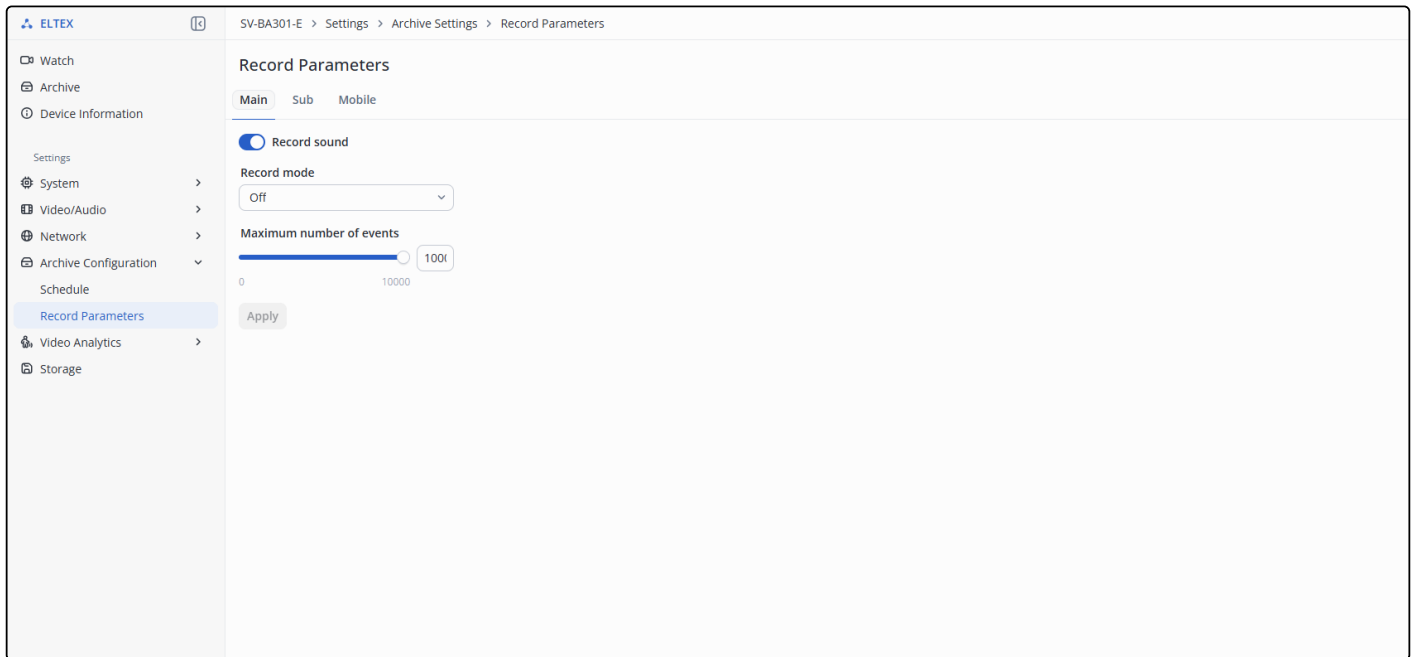 ELTEX
SV-BA301-E > Settings > Archive Settings > Record Parameters
Watch
Archive
Device Information
Settings
System
Video/Audio
Network
Archive Configuration
Schedule
Record Parameters
Video Analytics
Storage
Record Parameters
Main Sub Mobile
Record sound
Record mode
Off
Maximum number of events
1000
0 10000
Apply